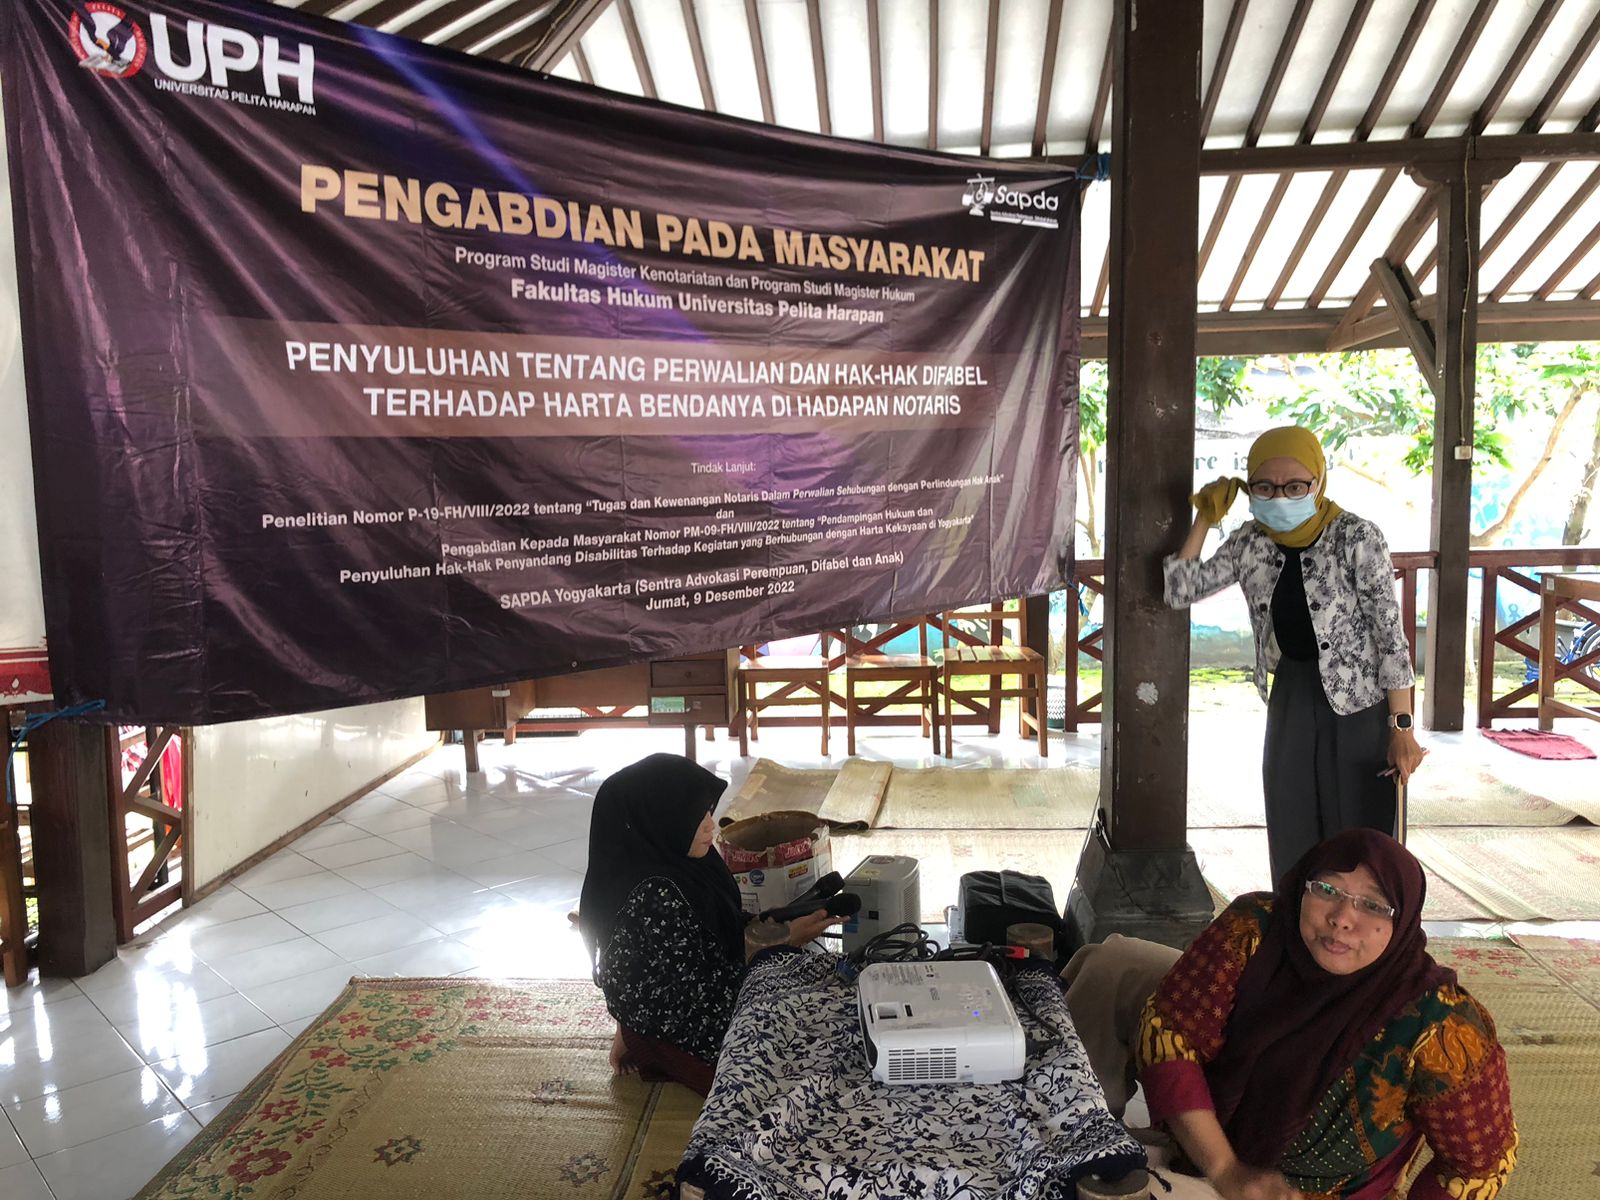 UPH
UNIVERSITAS PELITA HARAPAN
Sapda
PENGABDIAN PADA MASYARAKAT
Program Studi Magister Kenotariatan dan Program Studi Magister Hukum
Fakultas Hukum Universitas Pelita Harapan
PENYULUHAN TENTANG PERWALIAN DAN HAK-HAK DIFABEL
TERHADAP HARTA BENDANYA DI HADAPAN NOTARIS
Tindak Lanjut:
Penelitian Nomor P-19-FH/VIII/2022 tentang “Tugas dan Kewenangan Notaris Dalam Perwalian Sehubungan dengan Perlindungan Hak Anak”
dan
Pengabdian Kepada Masyarakat Nomor PM-09-FH/VIII/2022 tentang “Pendampingan Hukum dan
Penyuluhan Hak-Hak Penyandang Disabilitas Terhadap Kegiatan yang Berhubungan dengan Harta Kekayaan di Yogyakarta”
SAPDA Yogyakarta (Sentra Advokasi Perempuan, Difabel dan Anak)
Jumat, 9 Desember 2022